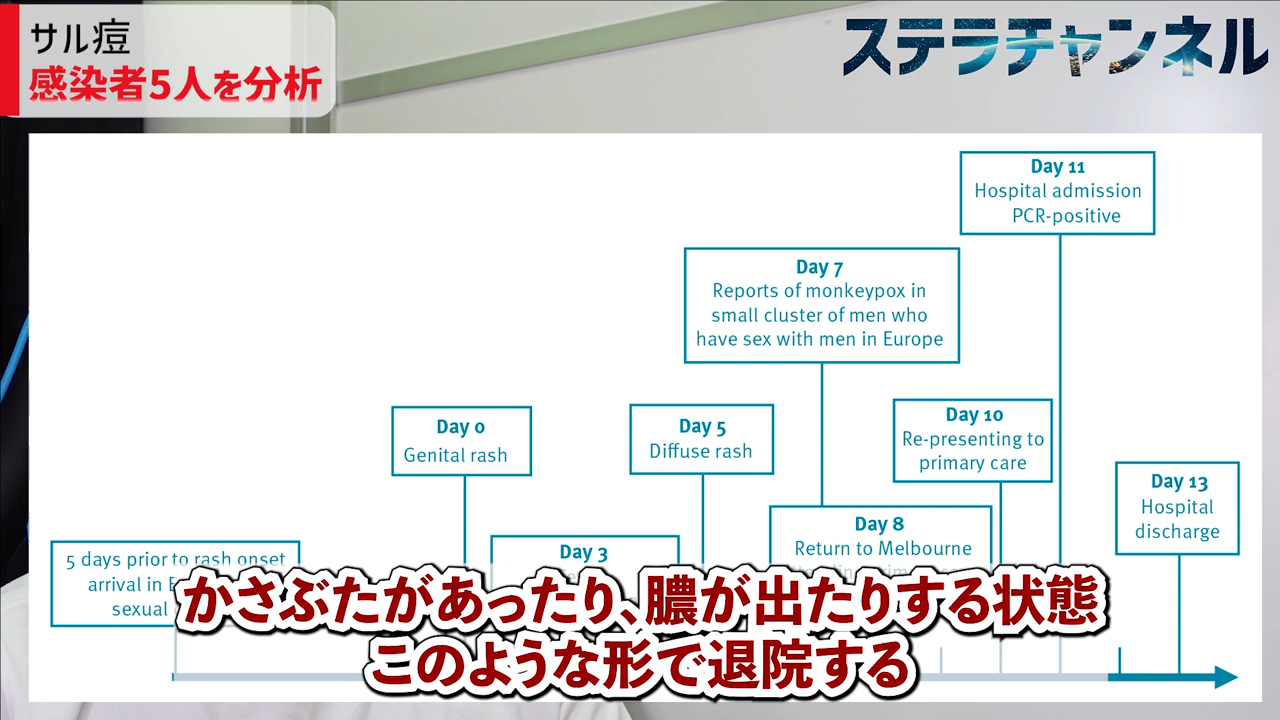 サル痘
感染者5人を分析
ステラチャンネル
Day 11
Hospital admission
PCR-positive
Day 7
Reports of monkeypox in
small cluster of men who
have sex with men in Europe
Day 0
Genital rash
Day 5
Diffuse rash
Day 10
Re-presenting to
primary care
Day 13
Hospital
discharge
5 days prior to rash onset
arrival in
sexual
Day 3
Day 8
Return to Melbourne
かさぶたがあったり、膿が出たりする状態
このような形で退院する